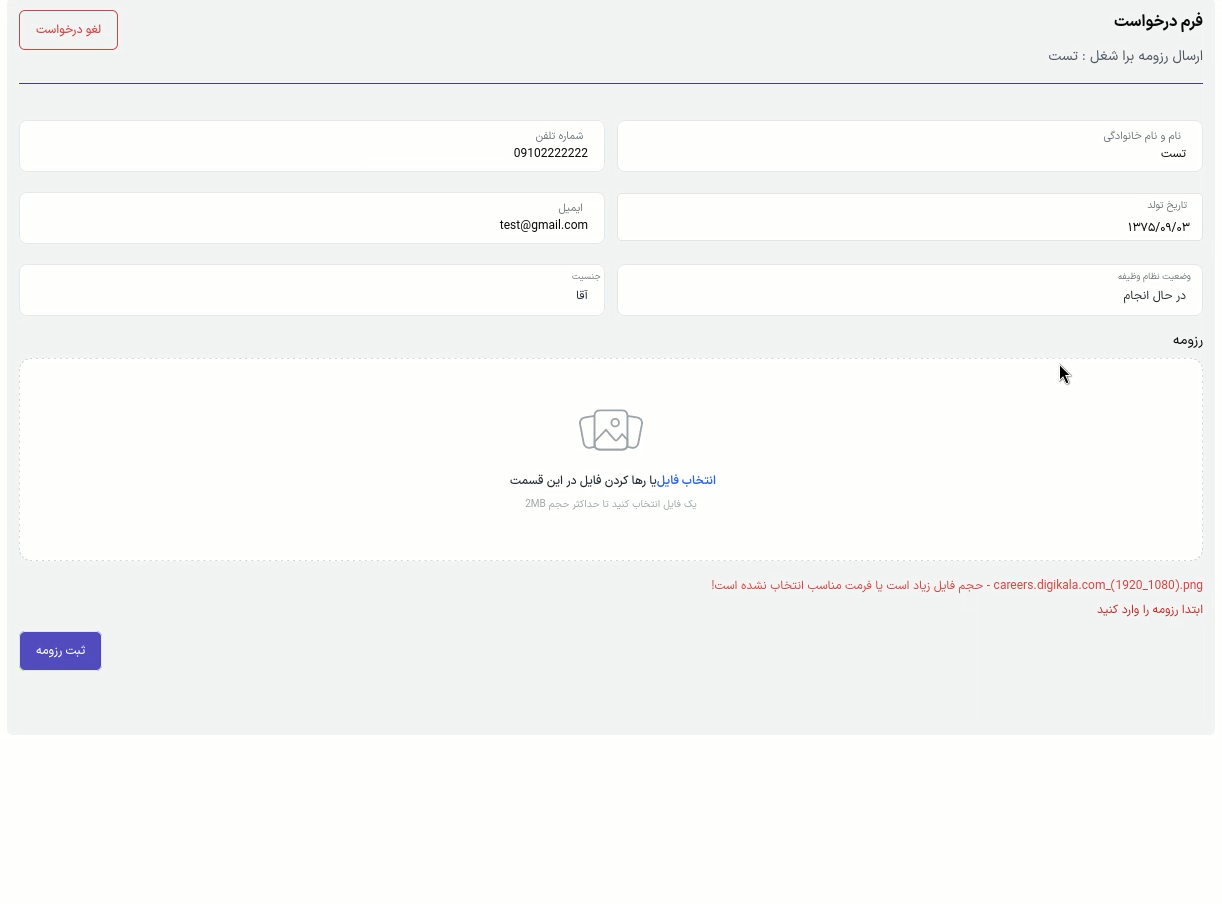 فرم درخواست
لغو درخواست
ارسال رزومه برا شغل : تست
نام و نام خانوادگی
تست
شماره تلفن
09102222222
تاریخ تولد
۱۳۷۵/۰۹/۰۳
ایمیل
test@gmail.com
وضعیت نظام وظیفه
در حال انجام
جنسیت
آقا
رزومه
انتخاب فایلیا رها کردن فایل در این قسمت
یک فایل انتخاب کنید تا حداکثر حجم 2MB
careers.digikala.com_(1920_1080).png - حجم فایل زیاد است یا فرمت مناسب انتخاب نشده است!
ابتدا رزومه را وارد کنید
ثبت رزومه